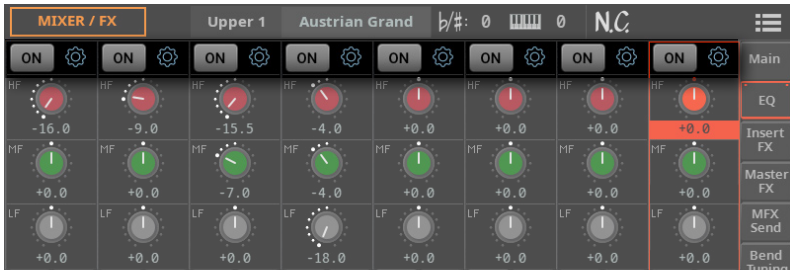 MIXER / FX Upper 1 Austrian Grand ♭/♯: 0 0 N.C.
ON ON ON ON ON ON ON ON Main
HF HF HF HF HF HF HF HF
EQ
-16.0 -9.0 -15.5 -4.0 +0.0 +0.0 +0.0 +0.0
Insert
FX
MF MF MF MF MF MF MF MF
Master
FX
+0.0 +0.0 -7.0 -4.0 +0.0 +0.0 +0.0 +0.0
LF LF LF LF LF LF LF LF
MFX
Send
+0.0 +0.0 +0.0 -18.0 +0.0 +0.0 +0.0 +0.0
Bend
Tuning